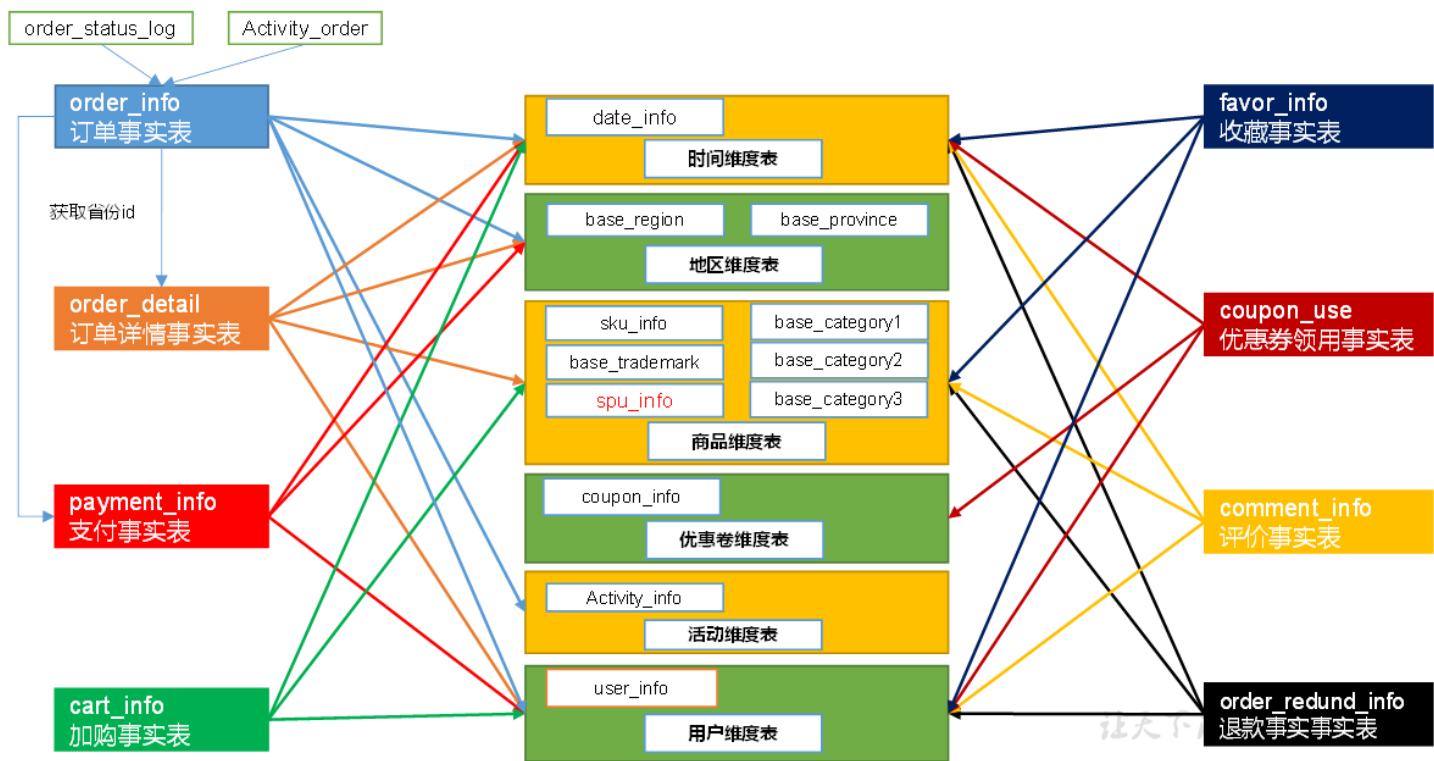 order_status_log
Activity_order
order_info
订单事实表
获取省份id
order_detail
订单详情事实表
payment_info
支付事实表
cart_info
加购事实表
date_info
时间维度表
base_region
base_province
地区维度表
sku_info
base_category1
base_trademark
base_category2
spu_info
base_category3
商品维度表
coupon_info
优惠卷维度表
Activity_info
活动维度表
user_info
用户维度表
favor_info
收藏事实表
coupon_use
优惠券领用事实表
comment_info
评价事实表
order_redund_info
退款事实事实表
让天下